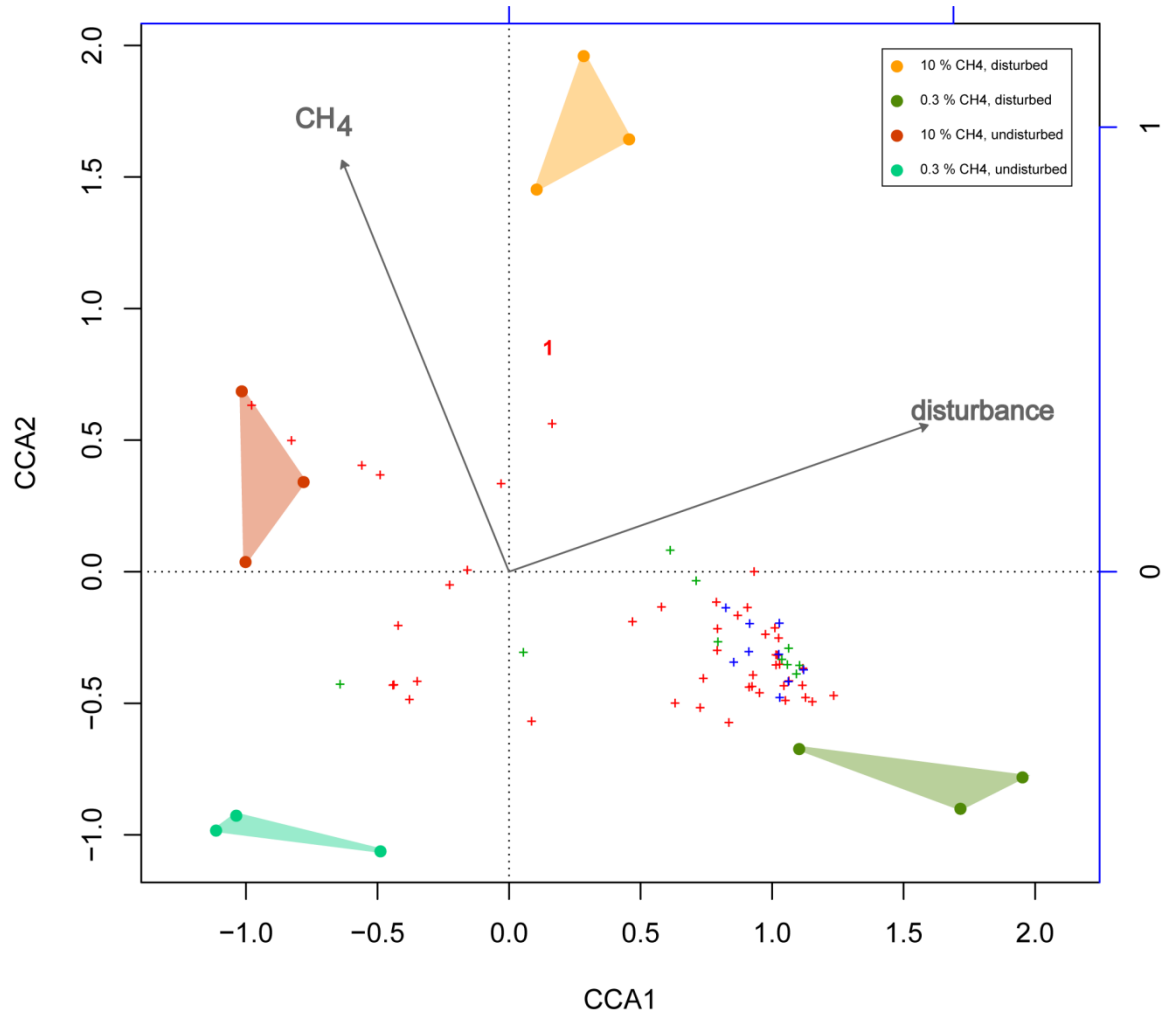 2.0
1.5
1.0
0.5
0.0
−0.5
−1.0
CCA2
CH4
1
disturbance
10 % CH4, disturbed
0.3 % CH4, disturbed
10 % CH4, undisturbed
0.3 % CH4, undisturbed
1
0
−1.0 −0.5 0.0 0.5 1.0 1.5 2.0
CCA1